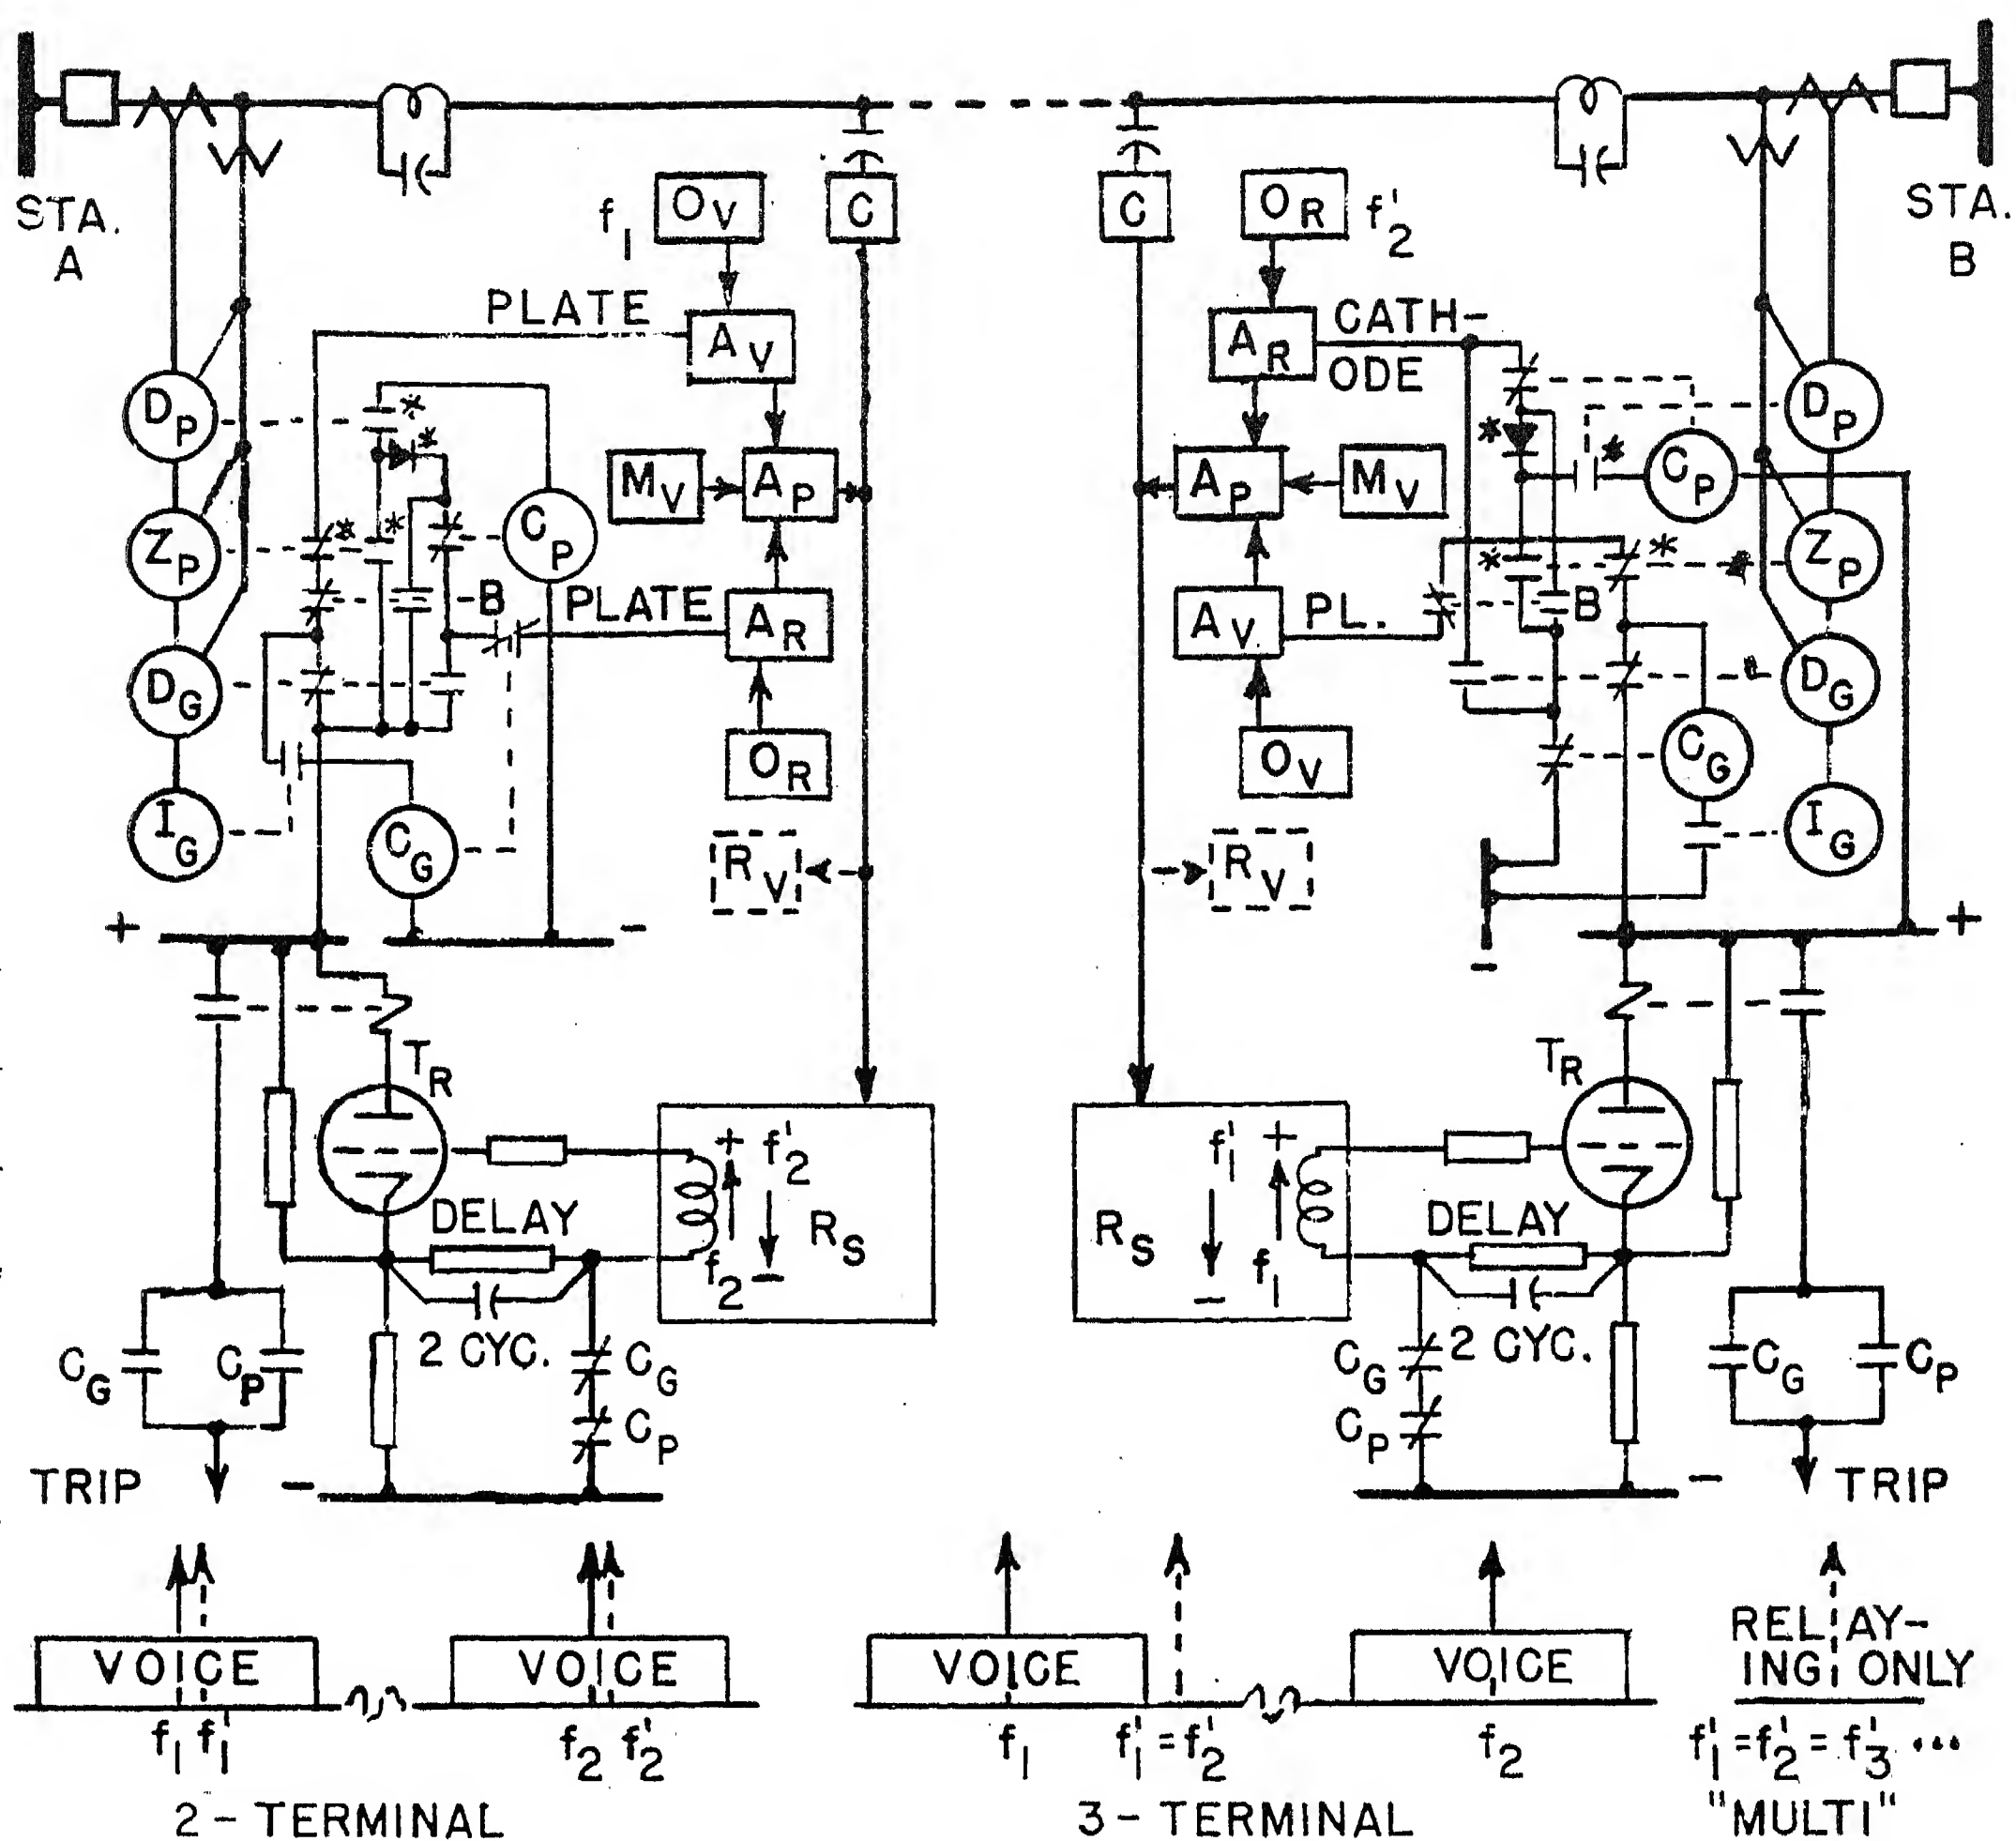 STA.
A
f1
OV
C
C
OR
f'2
STA.
B
PLATE
AV
AR
CATH-
ODE
DP
*
*
MV
AP
AP
MV
*
*
CP
DP
ZP
*
*
CP
B
PLATE
AR
AV
PL.
*
B
*
ZP
DG
OR
OV
CG
DG
IG
CG
RV
RV
IG
+
-
-
+
TR
TR
+
f'2
f2
-
RS
RS
f'1
+
-
f1
DELAY
2 CYC.
DELAY
2 CYC.
CG
CP
CG
CP
CG
CP
CG
CP
TRIP
-
-
TRIP
VOICE
VOICE
VOICE
VOICE
RELAY-
ING ONLY
f1 f'1
f2 f'2
f1
f'1 = f'2
f2
f'1 = f'2 = f'3 ...
2 - TERMINAL
3 - TERMINAL
"MULTI"